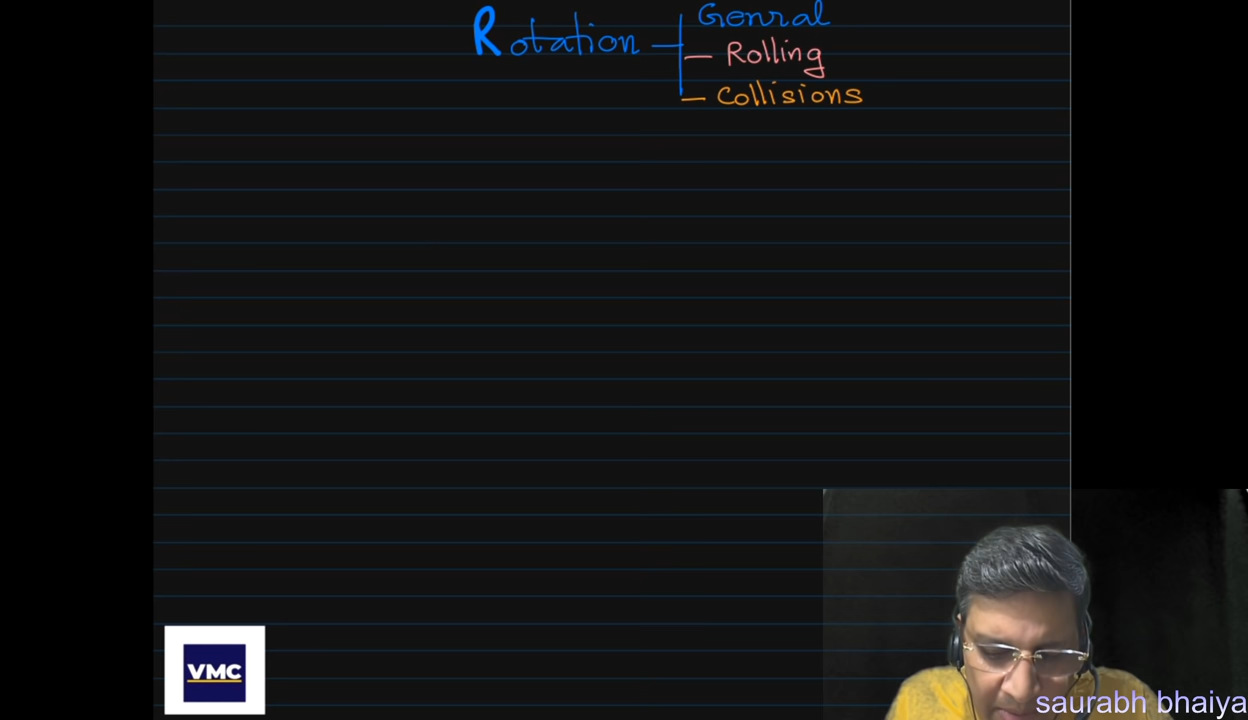 Genral
Rotation
Rolling
Collisions
VMC
saurabh bhaiya